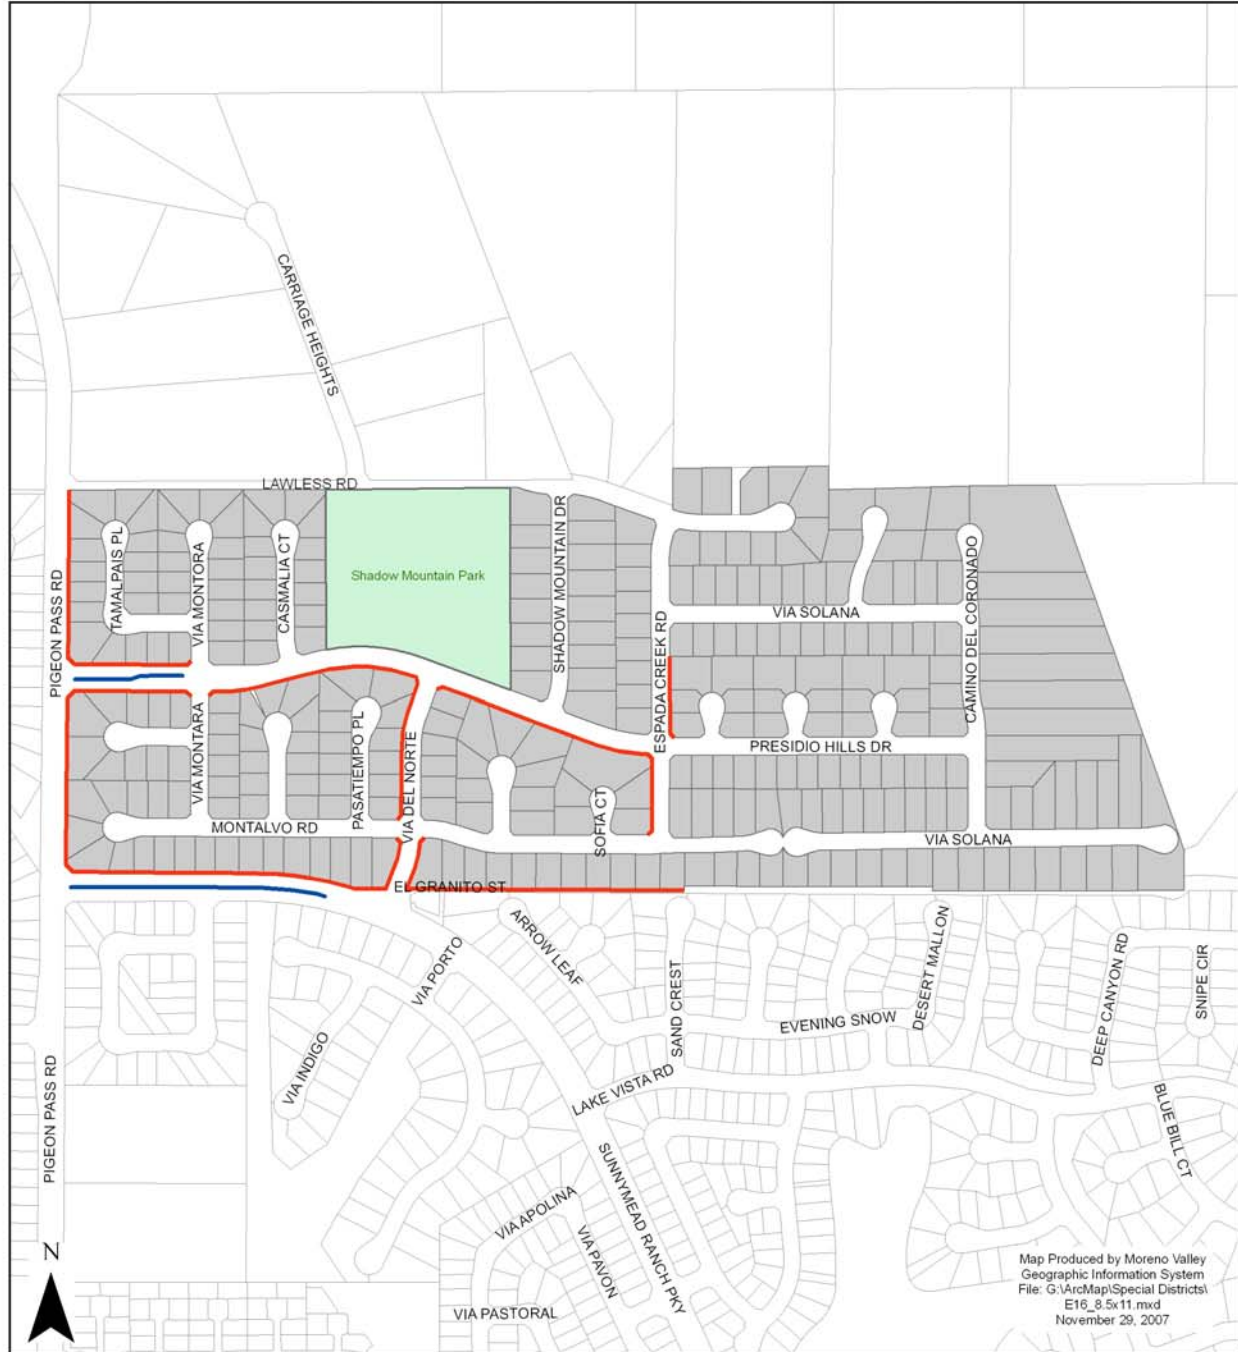 CARRIAGE HEIGHTS
LAWLESS RD
PIGEON PASS RD
TAMALPAIS PL
VIA MONTORA
CASMALIA CT
Shadow Mountain Park
SHADOW MOUNTAIN DR
ESPADA CREEK RD
VIA SOLANA
CAMINO DEL CORONADO
VIA MONTARA
PASATIEMPO PL
VIA DEL NORTE
SOFIA CT
PRESIDIO HILLS DR
MONTALVO RD
VIA SOLANA
EL GRANITO ST
ARROW LEAF
VIA PORTO
SAND CREST
EVENING SNOW
DESERT MALLON
DEEP CANYON RD
SNIPE CIR
PIGEON PASS RD
VIA INDIGO
LAKE VISTA RD
BLUE BILL CT
SUNNYMEAD RANCH PKY
VIA APOLINA
VIA PAVON
VIA PASTORAL
N
Map Produced by Moreno Valley
Geographic Information System
File: G:\ArcMap\Special Districts\
E16_8.5x11.mxd
November 29, 2007